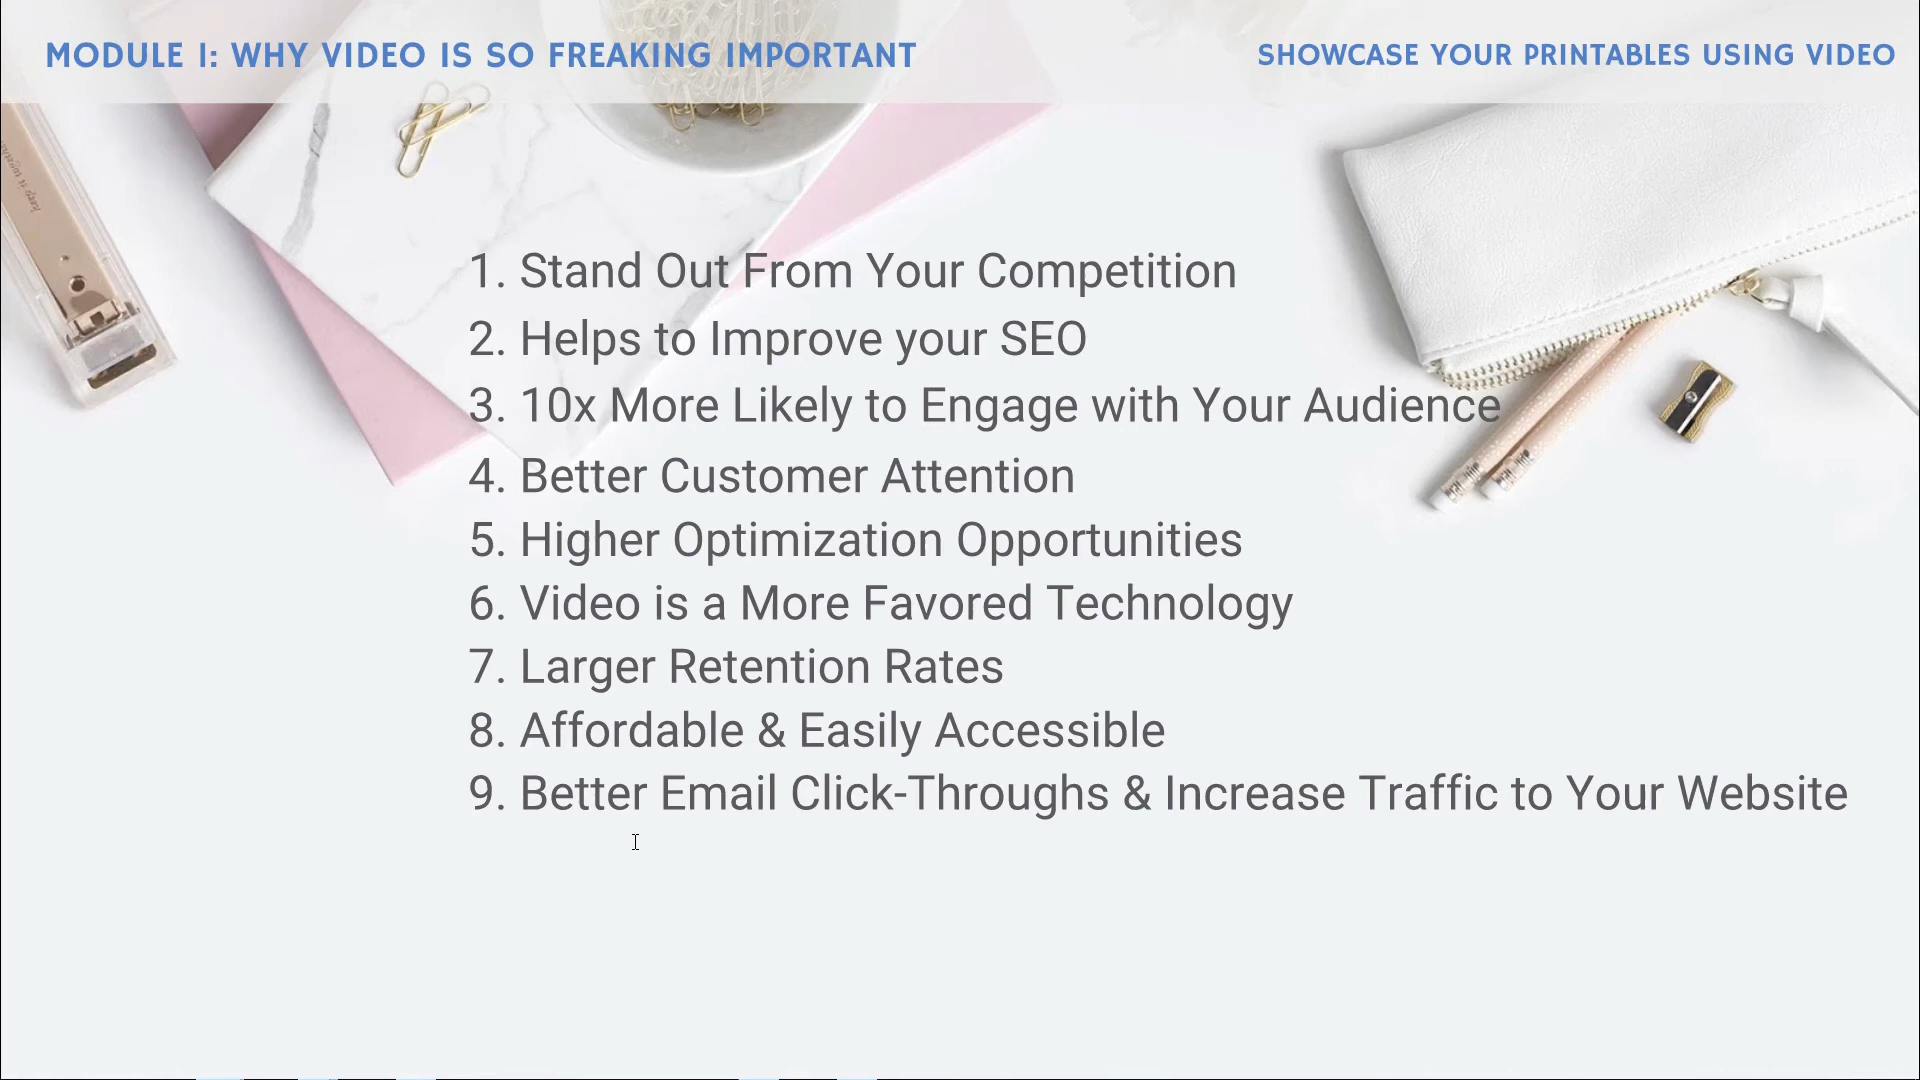 MODULE 1: WHY VIDEO IS SO FREAKING IMPORTANT
SHOWCASE YOUR PRINTABLES USING VIDEO
1. Stand Out From Your Competition
2. Helps to Improve your SEO
3. 10x More Likely to Engage with Your Audience
4. Better Customer Attention
5. Higher Optimization Opportunities
6. Video is a More Favored Technology
7. Larger Retention Rates
8. Affordable & Easily Accessible
9. Better Email Click-Throughs & Increase Traffic to Your Website